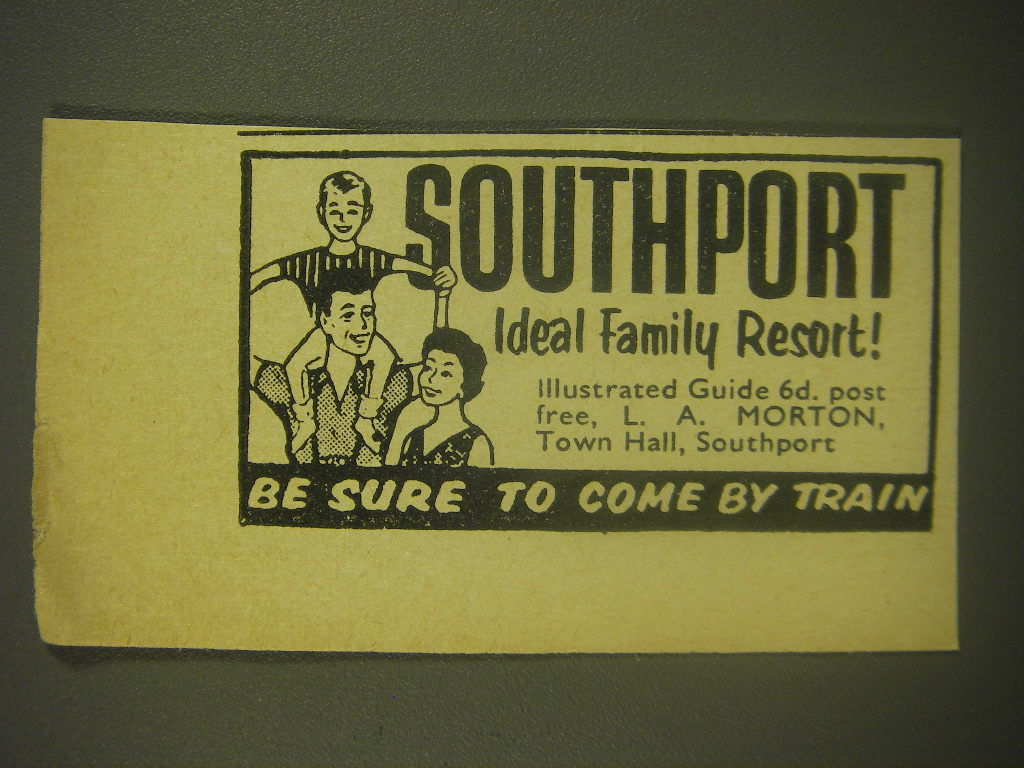 SOUTHPORT
Ideal Family Resort!
Illustrated Guide 6d. post
free, L. A. MORTON,
Town Hall, Southport
BE SURE TO COME BY TRAIN